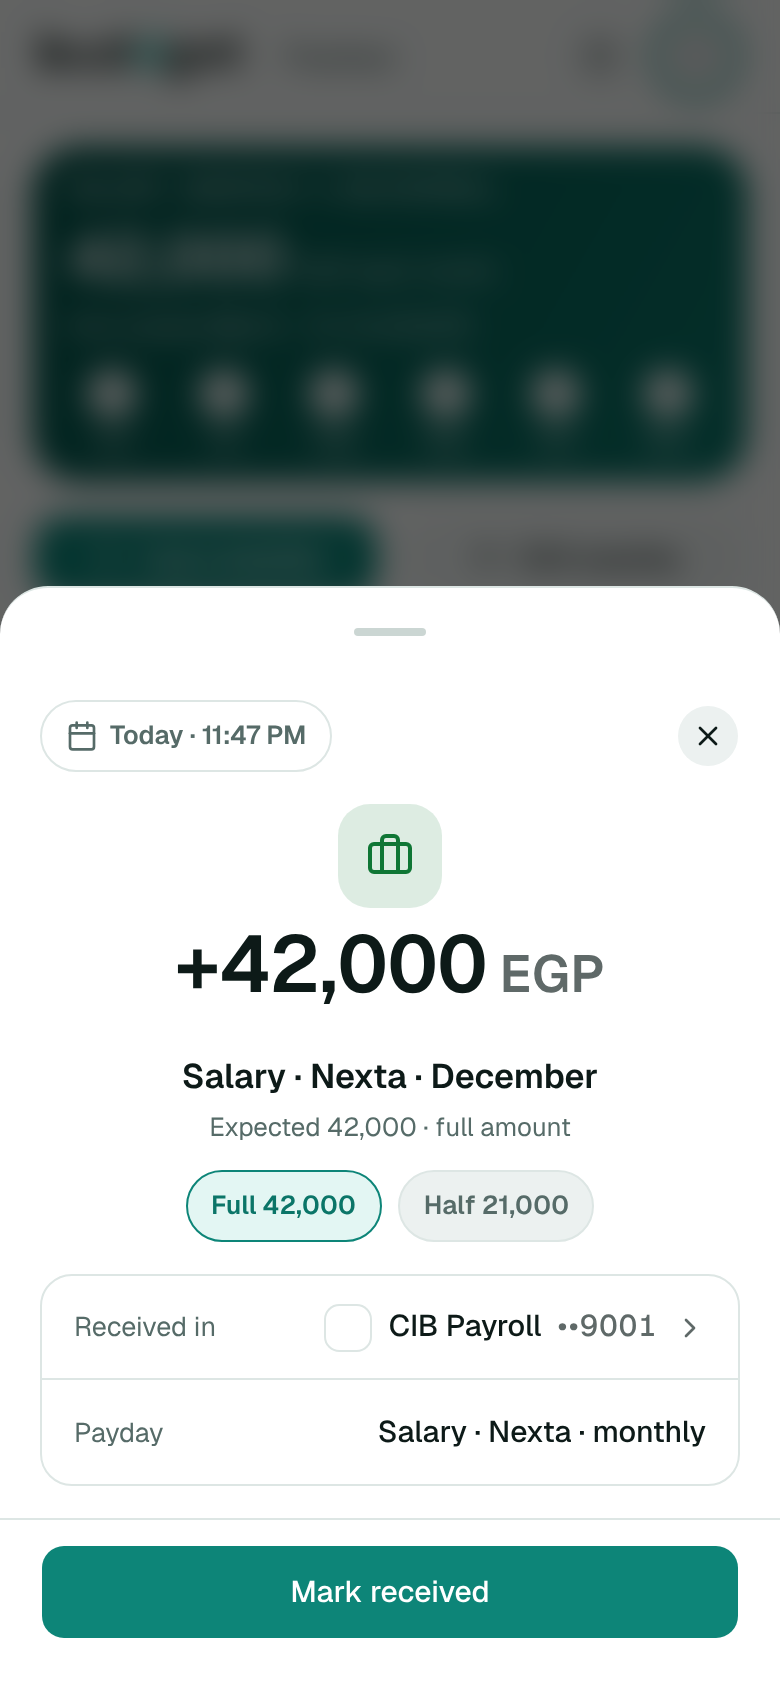 Today · 11:47 PM
+42,000 EGP
Salary · Nexta · December
Expected 42,000 · full amount
Full 42,000
Half 21,000
Received in CIB Payroll ••9001
Payday Salary · Nexta · monthly
Mark received